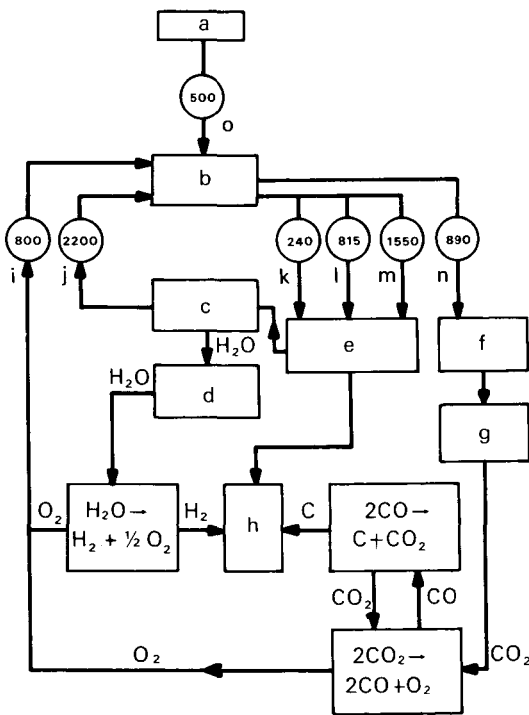 a
500
o
b
800
2200
240
815
1550
890
i
j
k
l
m
n
c
H₂O
e
f
H₂O
d
g
O₂
H₂O→
H₂ + ½ O₂
H₂
h
C
2CO→
C+CO₂
CO₂
CO
CO₂
O₂
2CO₂→
2CO+O₂